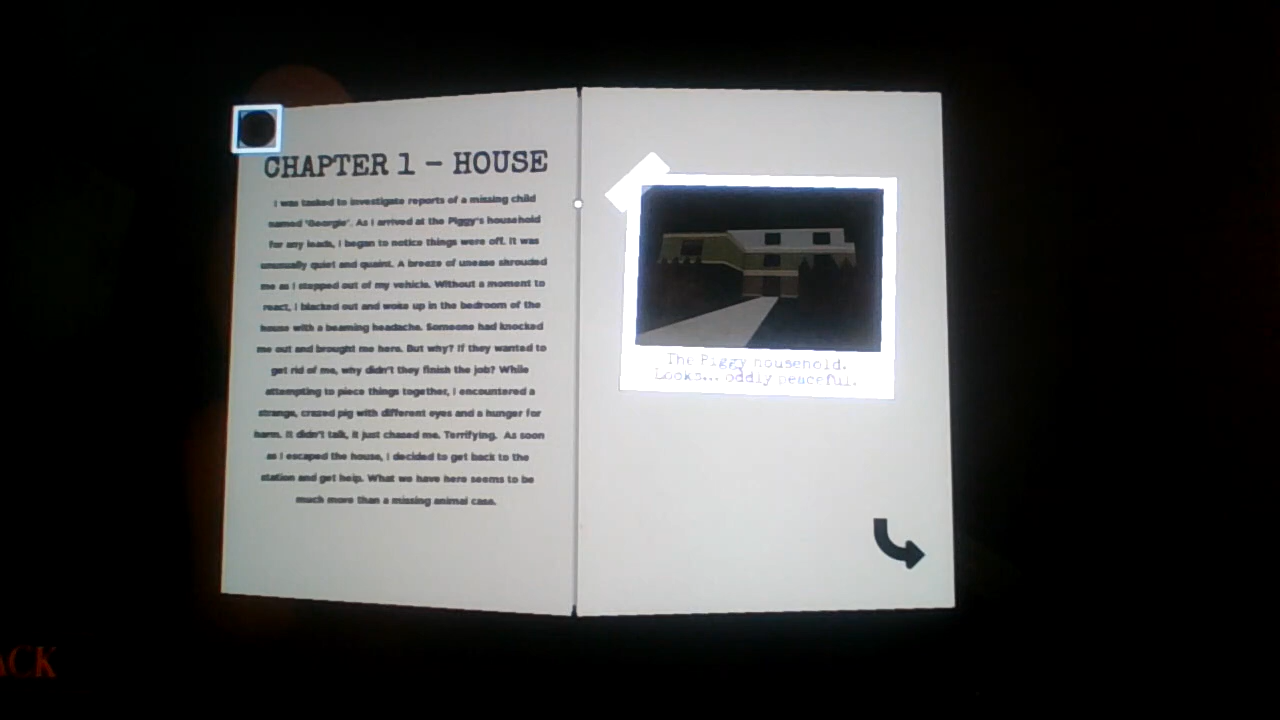 CHAPTER 1 - HOUSE
I was tasked to investigate reports of a missing child
named 'Georgie'. As I arrived at the Piggy's household
for any leads, I began to notice things were off. It was
unusually quiet and quaint. A breeze of unease shrouded
me as I stepped out of my vehicle. Without a moment to
react, I blacked out and woke up in the bedroom of the
house with a beaming headache. Someone had knocked
me out and brought me here. But why? If they wanted to
get rid of me, why didn't they finish the job? While
attempting to piece things together, I encountered a
strange, crazed pig with different eyes and a hunger for
harm. It didn't talk, it just chased me. Terrifying. As soon
as I escaped the house, I decided to get back to the
station and get help. What we have here seems to be
much more than a missing animal case.
The Piggy household.
Looks... oddly peaceful.
ACK